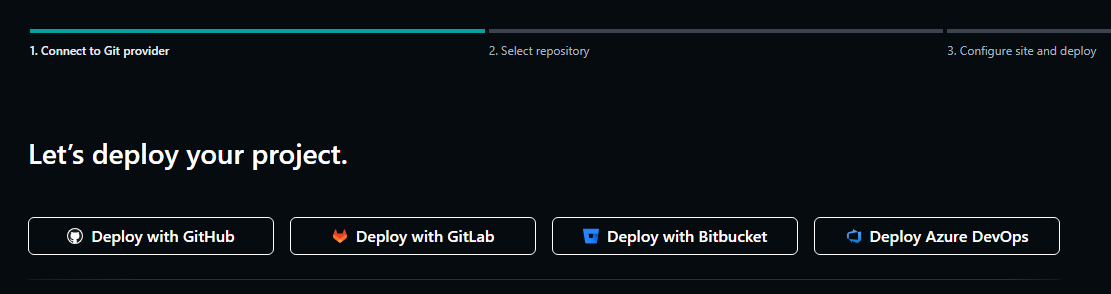 1. Connect to Git provider
2. Select repository
3. Configure site and deploy
Let’s deploy your project.
Deploy with GitHub
Deploy with GitLab
Deploy with Bitbucket
Deploy Azure DevOps